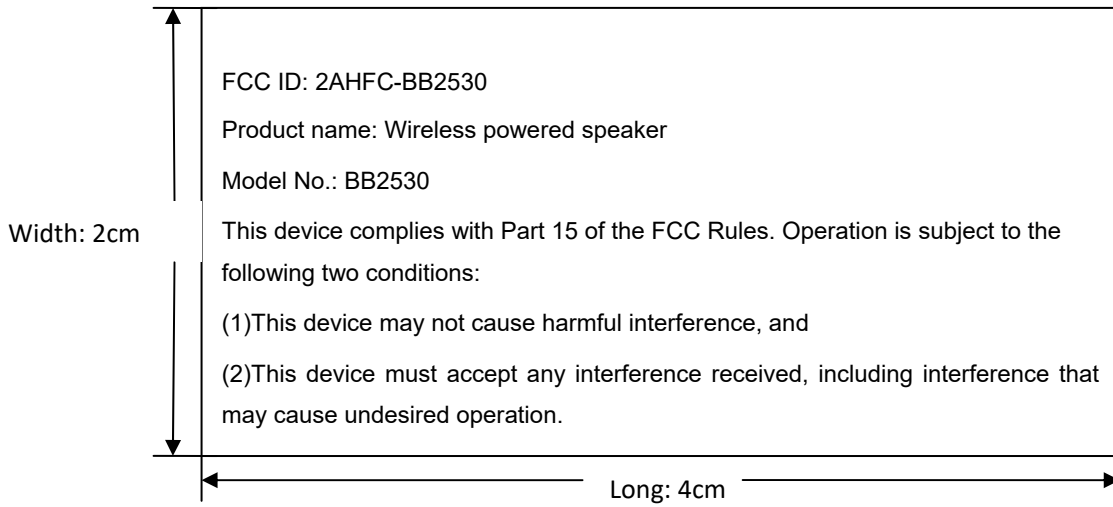 FCC ID: 2AHFC-BB2530
Product name: Wireless powered speaker
Model No.: BB2530
Width: 2cm
This device complies with Part 15 of the FCC Rules. Operation is subject to the
following two conditions:
(1)This device may not cause harmful interference, and
(2)This device must accept any interference received, including interference that
may cause undesired operation.
Long: 4cm